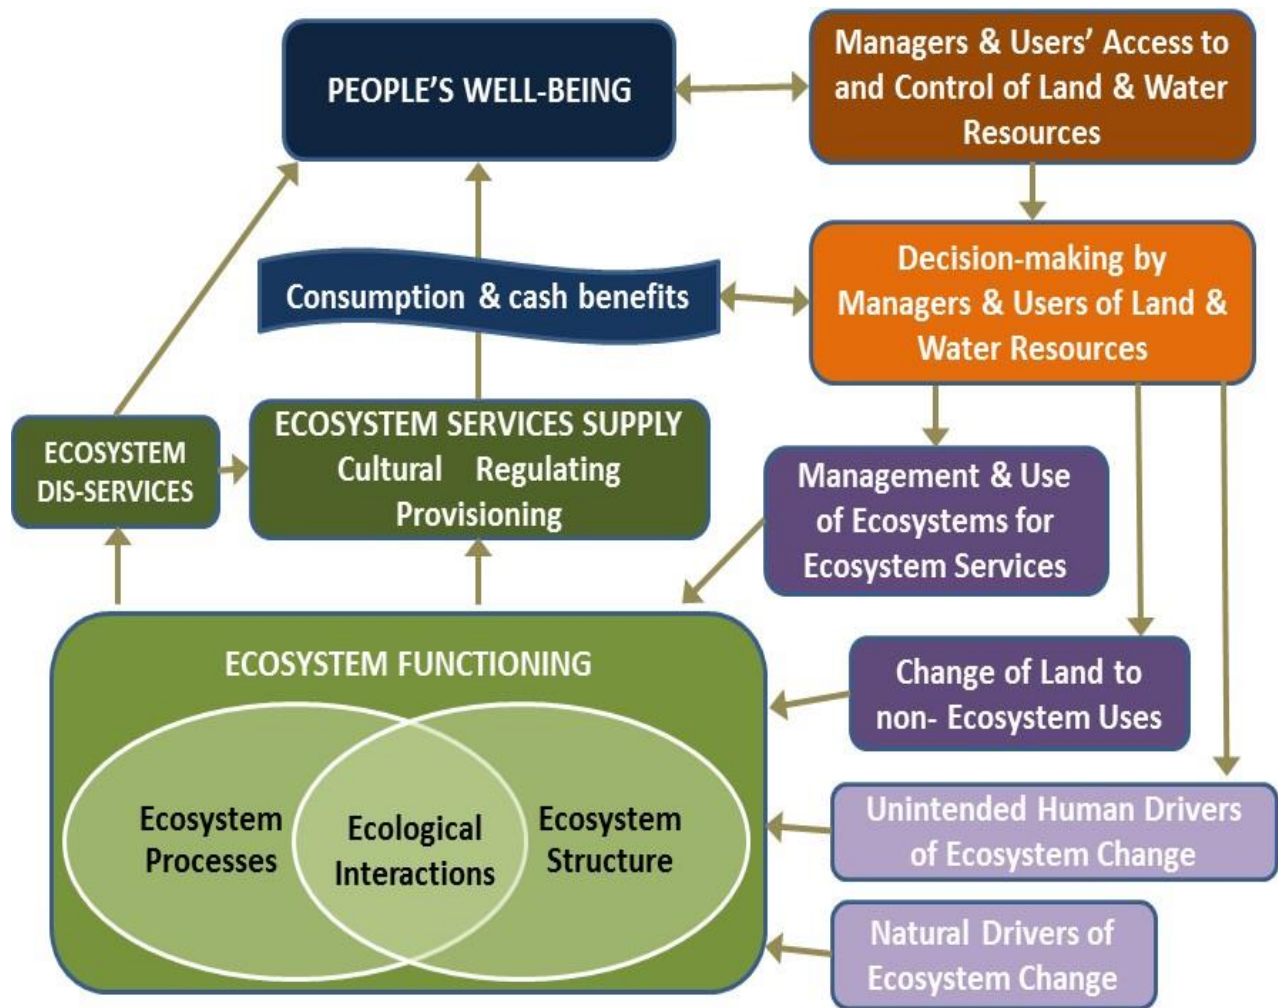 PEOPLE’S WELL-BEING
Managers & Users’ Access to
and Control of Land & Water
Resources
Consumption & cash benefits
Decision-making by
Managers & Users of Land &
Water Resources
ECOSYSTEM
DIS-SERVICES
ECOSYSTEM SERVICES SUPPLY
Cultural Regulating
Provisioning
Management & Use
of Ecosystems for
Ecosystem Services
ECOSYSTEM FUNCTIONING
Ecosystem
Processes
Ecological
Interactions
Ecosystem
Structure
Change of Land to
non- Ecosystem Uses
Unintended Human Drivers
of Ecosystem Change
Natural Drivers of
Ecosystem Change